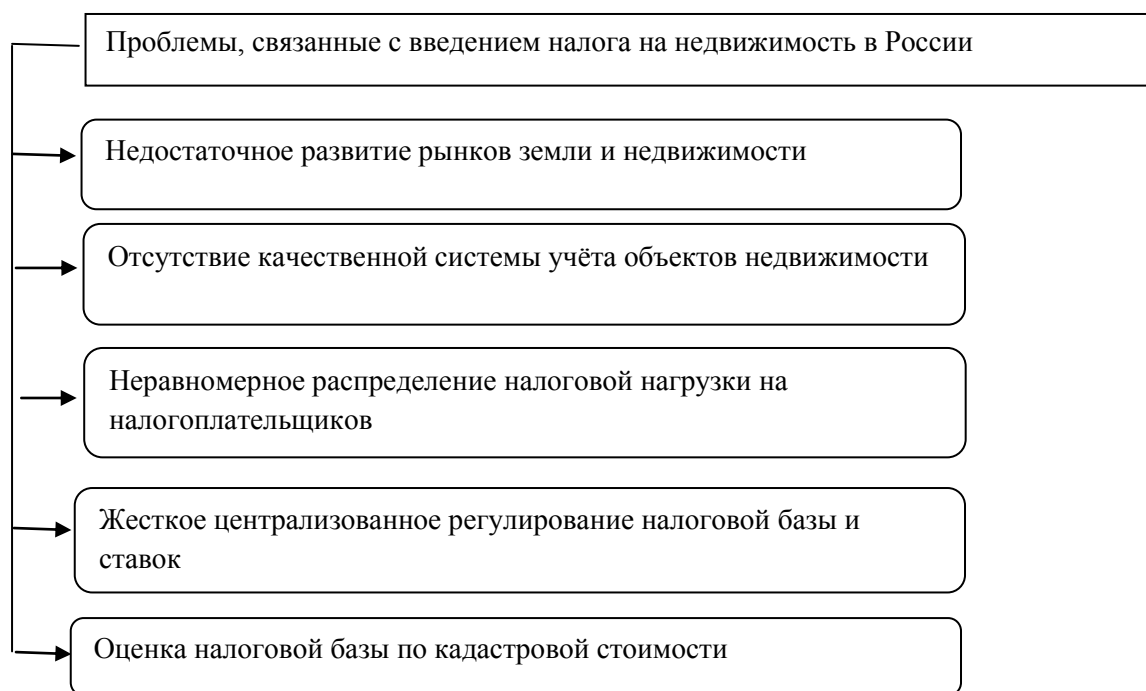 Проблемы, связанные с введением налога на недвижимость в России
Недостаточное развитие рынков земли и недвижимости
Отсутствие качественной системы учёта объектов недвижимости
Неравномерное распределение налоговой нагрузки на
налогоплательщиков
Жесткое централизованное регулирование налоговой базы и
ставок
Оценка налоговой базы по кадастровой стоимости